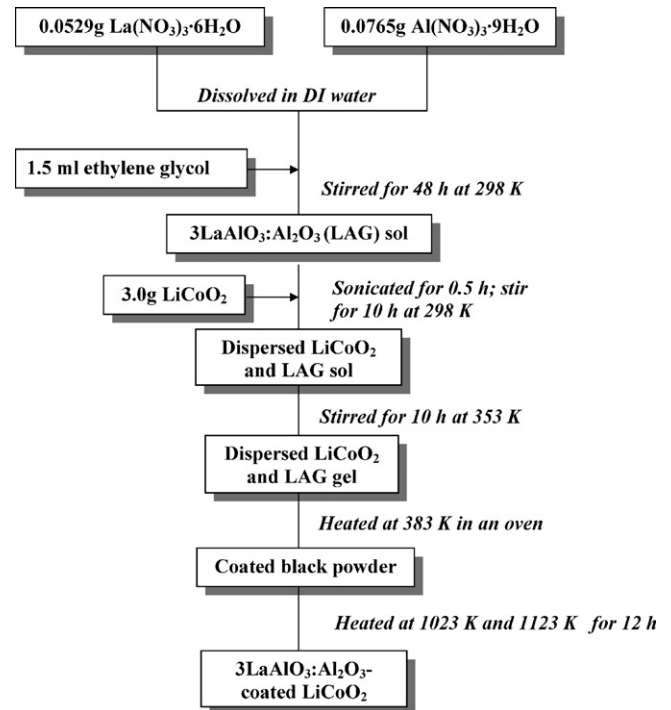 0.0529g La(NO₃)₃·6H₂O
0.0765g Al(NO₃)₃·9H₂O
Dissolved in DI water
1.5 ml ethylene glycol
Stirred for 48 h at 298 K
3LaAlO₃:Al₂O₃ (LAG) sol
3.0g LiCoO₂
Sonicated for 0.5 h; stir
for 10 h at 298 K
Dispersed LiCoO₂
and LAG sol
Stirred for 10 h at 353 K
Dispersed LiCoO₂
and LAG gel
Heated at 383 K in an oven
Coated black powder
Heated at 1023 K and 1123 K for 12 h
3LaAlO₃:Al₂O₃-
coated LiCoO₂